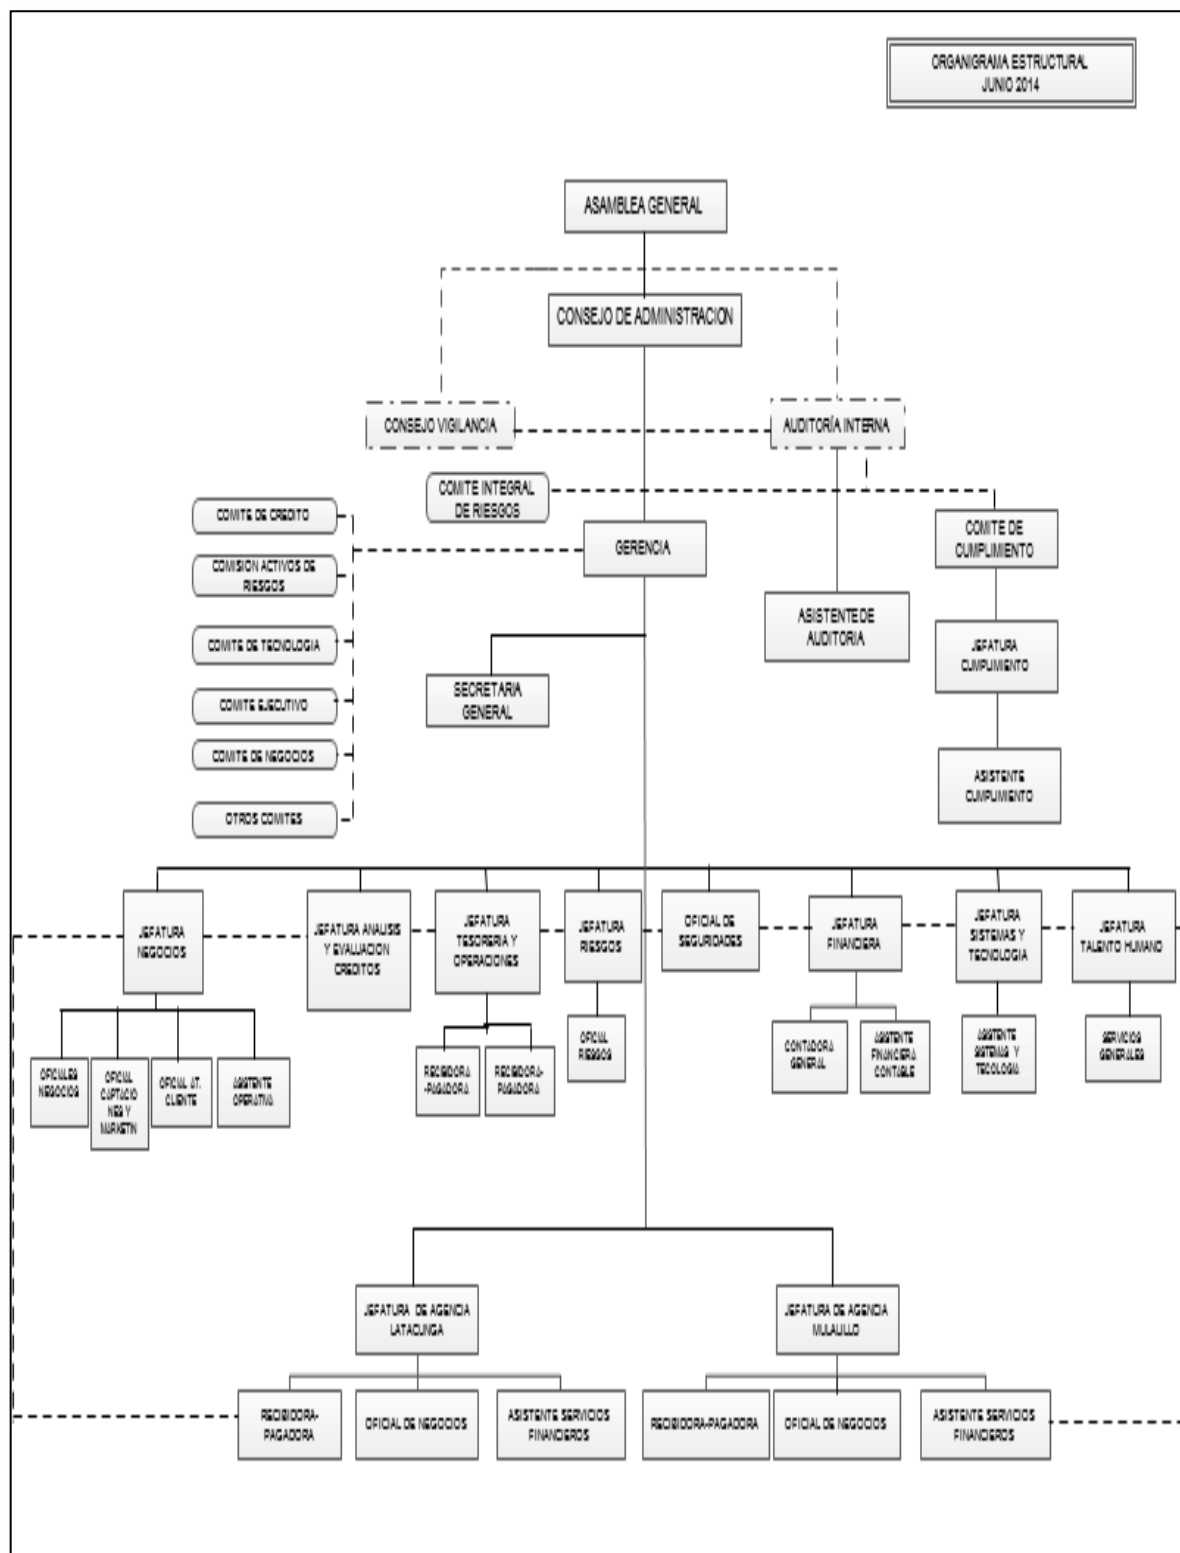 ORGANIGRAMA ESTRUCTURAL
JUNIO 2014
ASAMBLEA GENERAL
CONSEJO DE ADMINISTRACION
CONSEJO VIGILANCIA
AUDITORÍA INTERNA
COMITE INTEGRAL
DE RIESGOS
COMITE DE CREDITO
COMISION ACTIVOS DE
RIESGOS
COMITE DE TECNOLOGIA
COMITE EJECUTIVO
COMITE DE NEGOCIOS
OTROS COMITES
GERENCIA
COMITE DE
CUMPLIMIENTO
ASISTENTE DE
AUDITORIA
JEFATURA
CUMPLIMIENTO
SECRETARIA
GENERAL
ASISTENTE
CUMPLIMIENTO
JEFATURA
NEGOCIOS
JEFATURA ANALISIS
Y EVALUACION
CREDITOS
JEFATURA
TESORERIA Y
OPERACIONES
JEFATURA
RIESGOS
OFICIAL DE
SEGURIDADES
JEFATURA
FINANCIERA
JEFATURA
SISTEMAS Y
TECNOLOGIA
JEFATURA
TALENTO HUMANO
OFICIALES
NEGOCIOS
OFICIAL
CAPTACIO
NES Y
MARKETIN
OFICIAL AT.
CLIENTE
ASISTENTE
OPERATIVA
RECIBIDORA
-PAGADORA
RECIBIDORA-
PAGADORA
OFICIAL
RIESGOS
CONTADORA
GENERAL
ASISTENTE
FINANCIERA
CONTABLE
ASISTENTE
SISTEMAS Y
TECOLOGIA
SERVICIOS
GENERALES
JEFATURA DE AGENCIA
LATACUNGA
JEFATURA DE AGENCIA
MULALILLO
RECIBIDORA-
PAGADORA
OFICIAL DE NEGOCIOS
ASISTENTE SERVICIOS
FINANCIEROS
RECIBIDORA-PAGADORA
OFICIAL DE NEGOCIOS
ASISTENTE SERVICIOS
FINANCIEROS